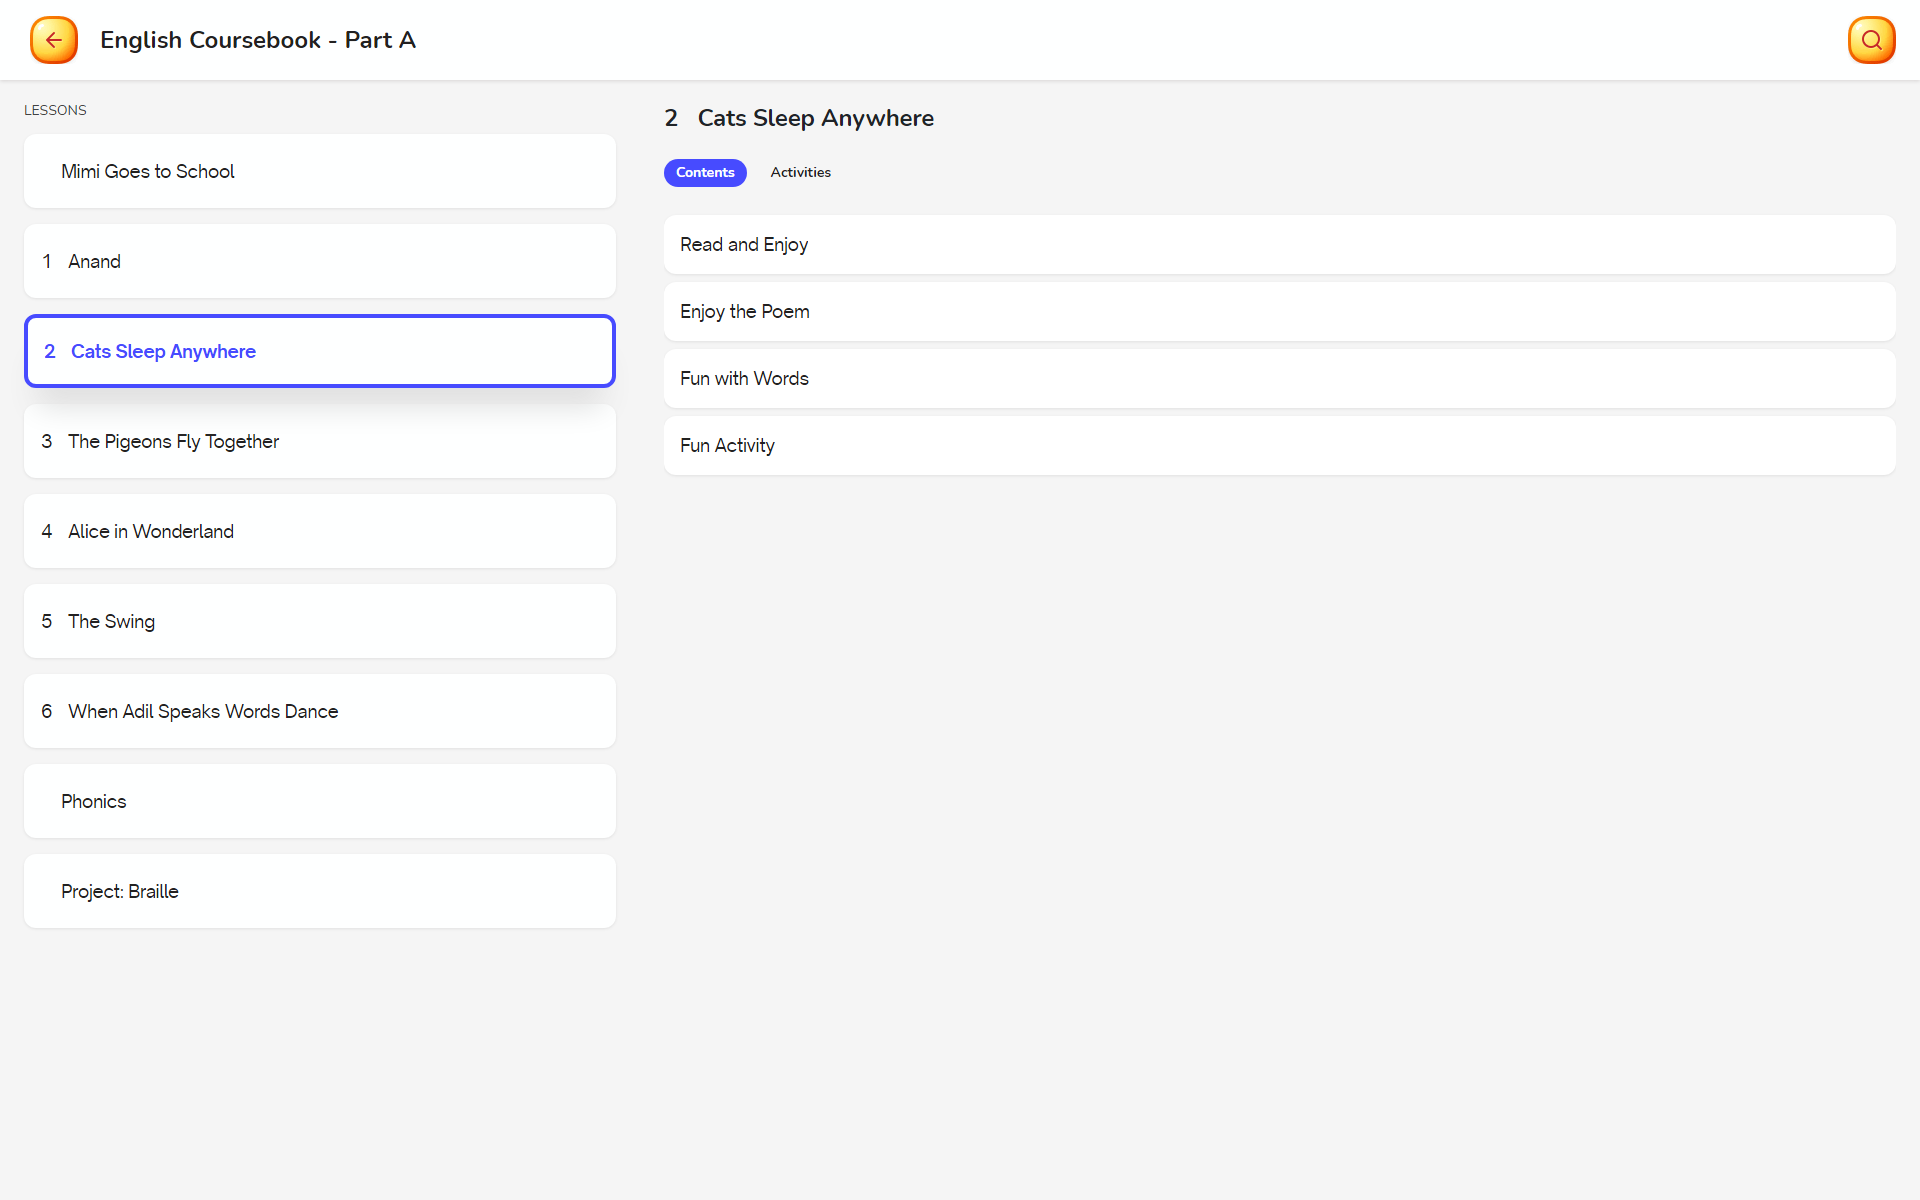 English Coursebook - Part A
LESSONS
Mimi Goes to School
1 Anand
2 Cats Sleep Anywhere
3 The Pigeons Fly Together
4 Alice in Wonderland
5 The Swing
6 When Adil Speaks Words Dance
Phonics
Project: Braille
2 Cats Sleep Anywhere
Contents Activities
Read and Enjoy
Enjoy the Poem
Fun with Words
Fun Activity